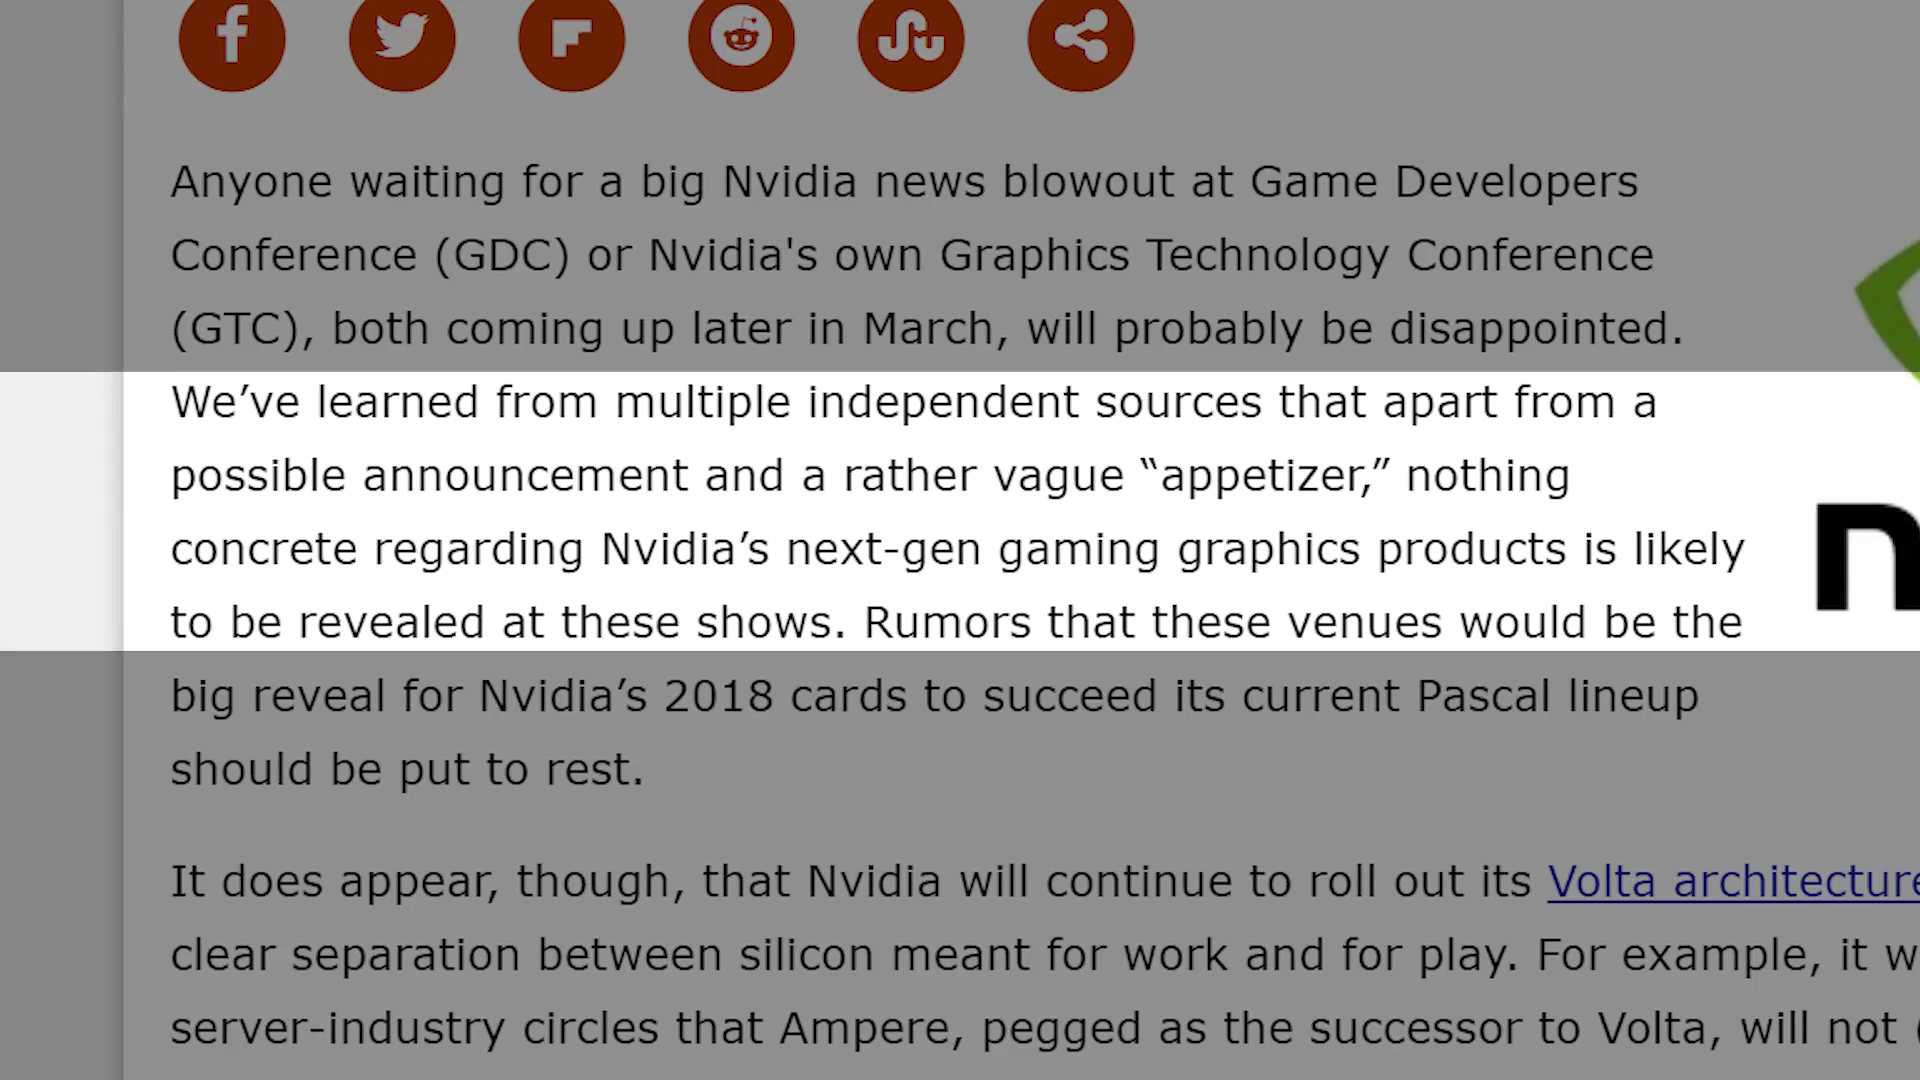 Anyone waiting for a big Nvidia news blowout at Game Developers
Conference (GDC) or Nvidia's own Graphics Technology Conference
(GTC), both coming up later in March, will probably be disappointed.
We’ve learned from multiple independent sources that apart from a
possible announcement and a rather vague “appetizer,” nothing
concrete regarding Nvidia’s next-gen gaming graphics products is likely
to be revealed at these shows. Rumors that these venues would be the
big reveal for Nvidia’s 2018 cards to succeed its current Pascal lineup
should be put to rest.
It does appear, though, that Nvidia will continue to roll out its Volta architecture
clear separation between silicon meant for work and for play. For example, it
server-industry circles that Ampere, pegged as the successor to Volta, will not